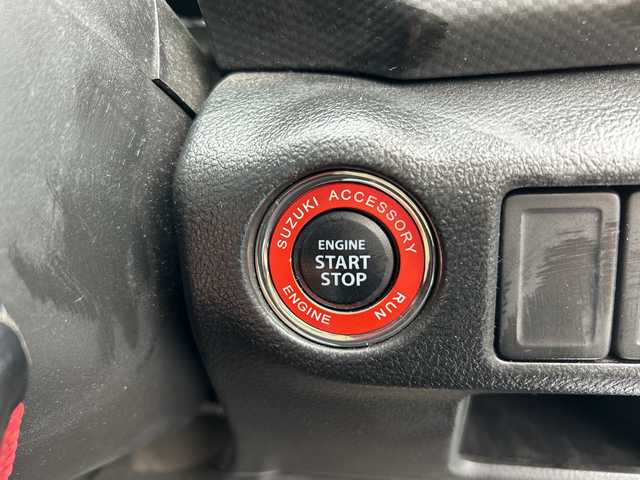 SUZUKI ACCESSORY
ENGINE
START
STOP
ENGINE RUN